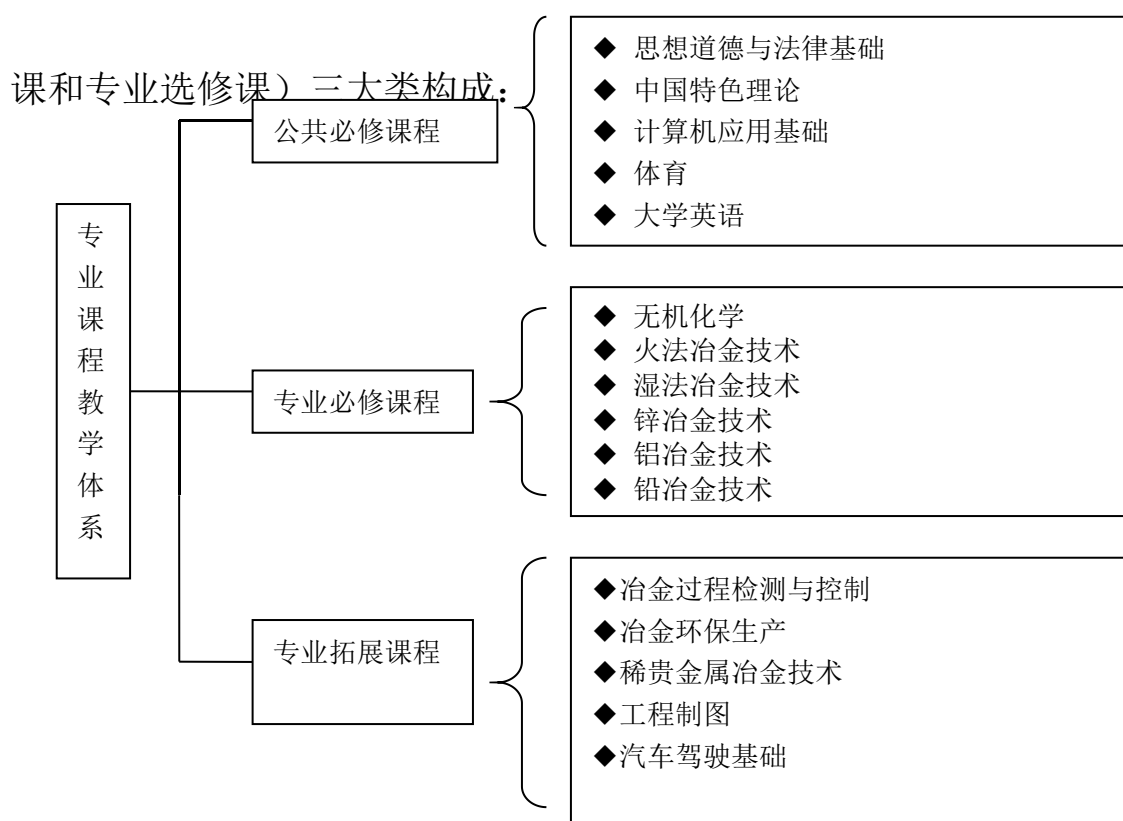 课和专业选修课）三大类构成：
专业课程教学体系
公共必修课程
◆ 思想道德与法律基础
◆ 中国特色理论
◆ 计算机应用基础
◆ 体育
◆ 大学英语
专业必修课程
◆ 无机化学
◆ 火法冶金技术
◆ 湿法冶金技术
◆ 锌冶金技术
◆ 铝冶金技术
◆ 铅冶金技术
专业拓展课程
◆冶金过程检测与控制
◆冶金环保生产
◆稀贵金属冶金技术
◆工程制图
◆汽车驾驶基础